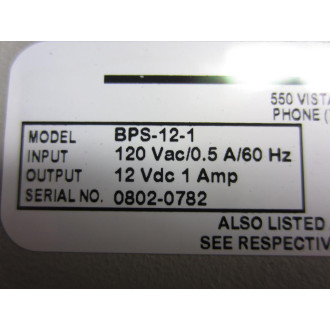 550 VISTA
PHONE (
MODEL BPS-12-1
INPUT 120 Vac/0.5 A/60 Hz
OUTPUT 12 Vdc 1 Amp
SERIAL NO. 0802-0782
ALSO LISTED
SEE RESPECTIV